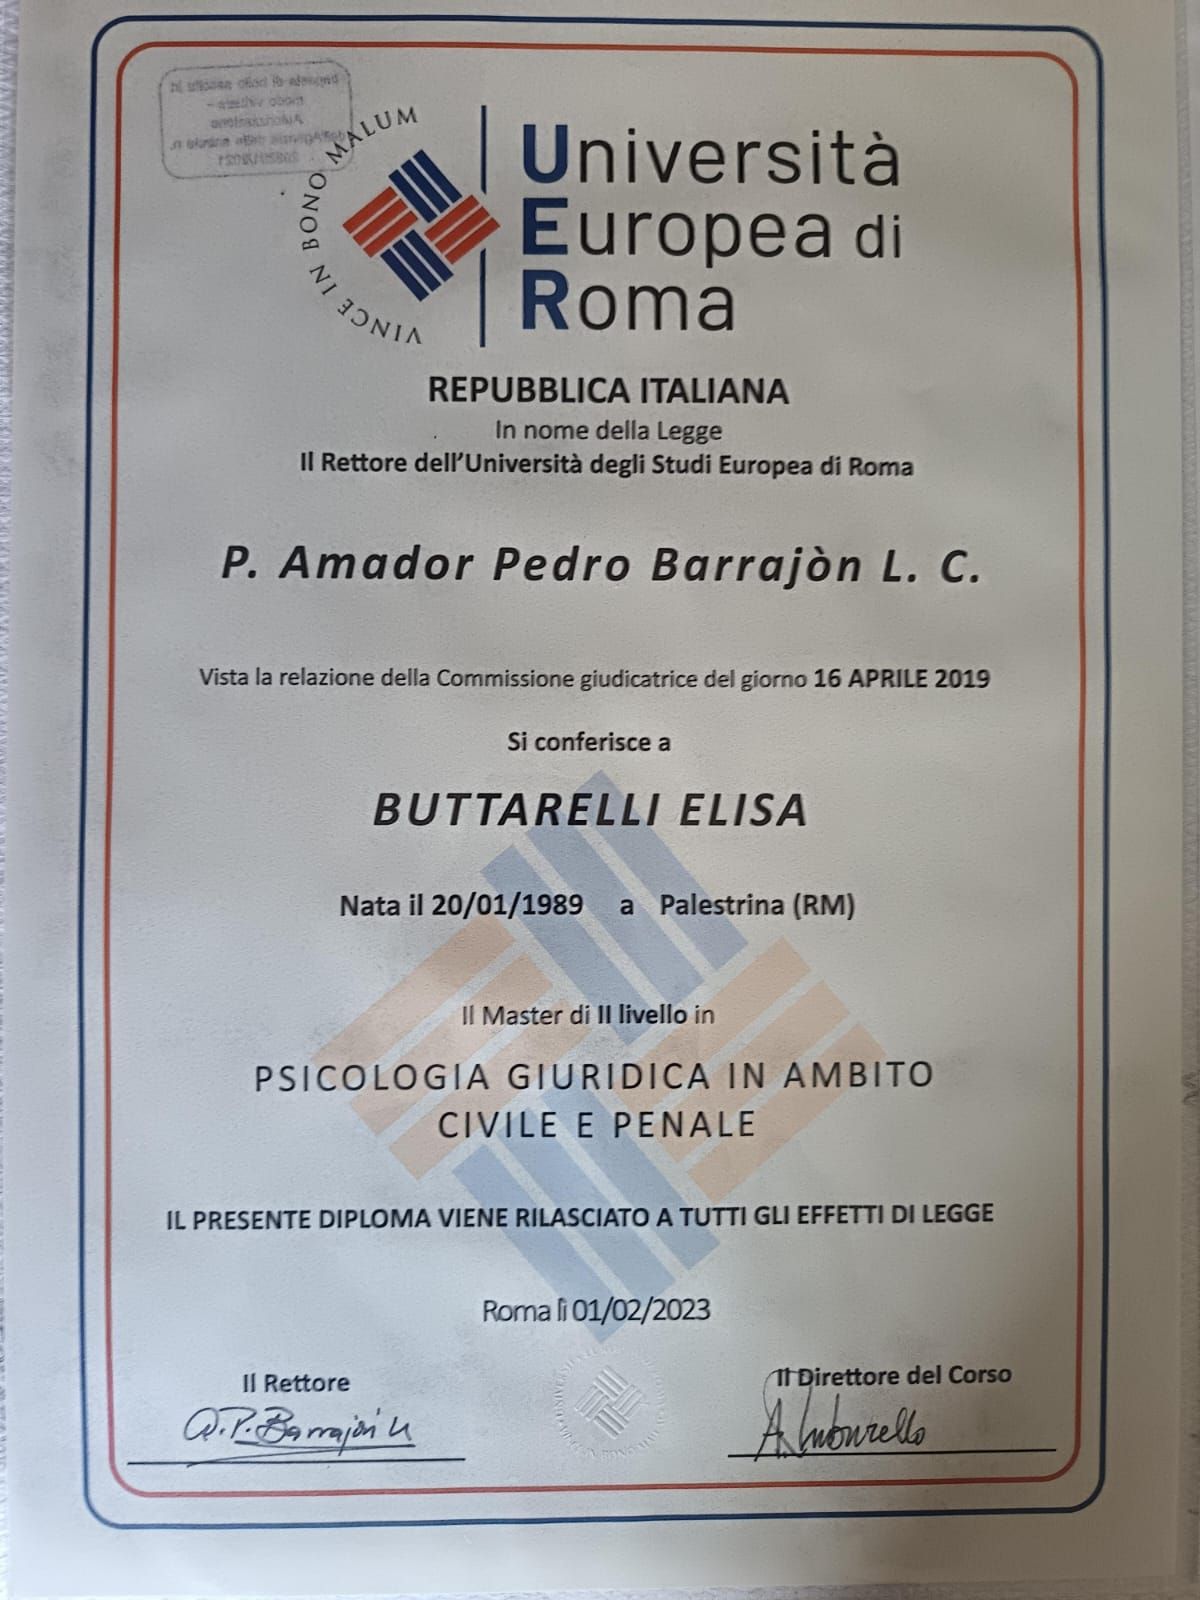 VINCE IN BONO MALUM
Università
Europea di
Roma
REPUBBLICA ITALIANA
In nome della Legge
Il Rettore dell'Università degli Studi Europea di Roma
P. Amador Pedro Barrajòn L. C.
Vista la relazione della Commissione giudicatrice del giorno 16 APRILE 2019
Si conferisce a
BUTTARELLI ELISA
Nata il 20/01/1989 a Palestrina (RM)
Il Master di II livello in
PSICOLOGIA GIURIDICA IN AMBITO
CIVILE E PENALE
IL PRESENTE DIPLOMA VIENE RILASCIATO A TUTTI GLI EFFETTI DI LEGGE
Roma lì 01/02/2023
Il Rettore
Il Direttore del Corso